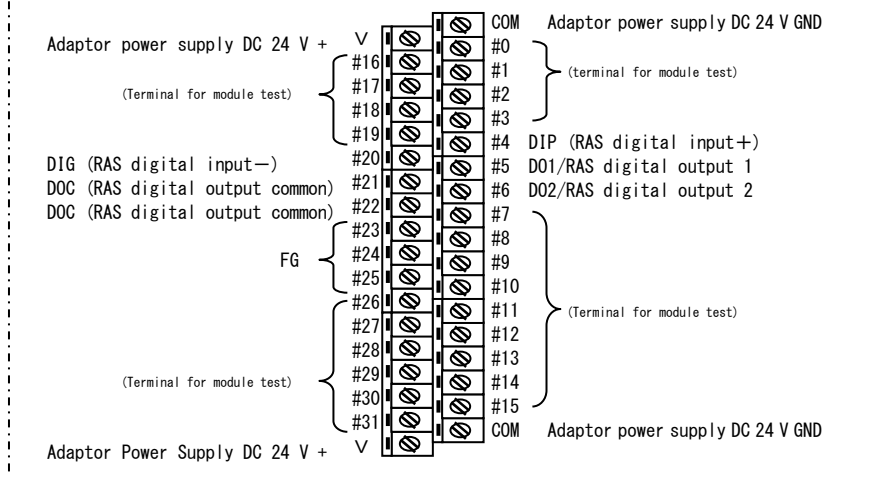 COM Adaptor power supply DC 24 V GND
Adaptor power supply DC 24 V + V
#0
#16
#1 (terminal for module test)
#17
(Terminal for module test) #2
#18
#3
#19
#4 DIP (RAS digital input+)
DIG (RAS digital input−) #20
#5 DO1/RAS digital output 1
DOC (RAS digital output common) #21
#6 DO2/RAS digital output 2
DOC (RAS digital output common) #22
#7
#23
#8
FG #24
#9
#25
#10
#26
#11 (Terminal for module test)
#27
#12
#28
#13
(Terminal for module test) #29
#14
#30
#15
#31
COM Adaptor power supply DC 24 V GND
Adaptor Power Supply DC 24 V + V